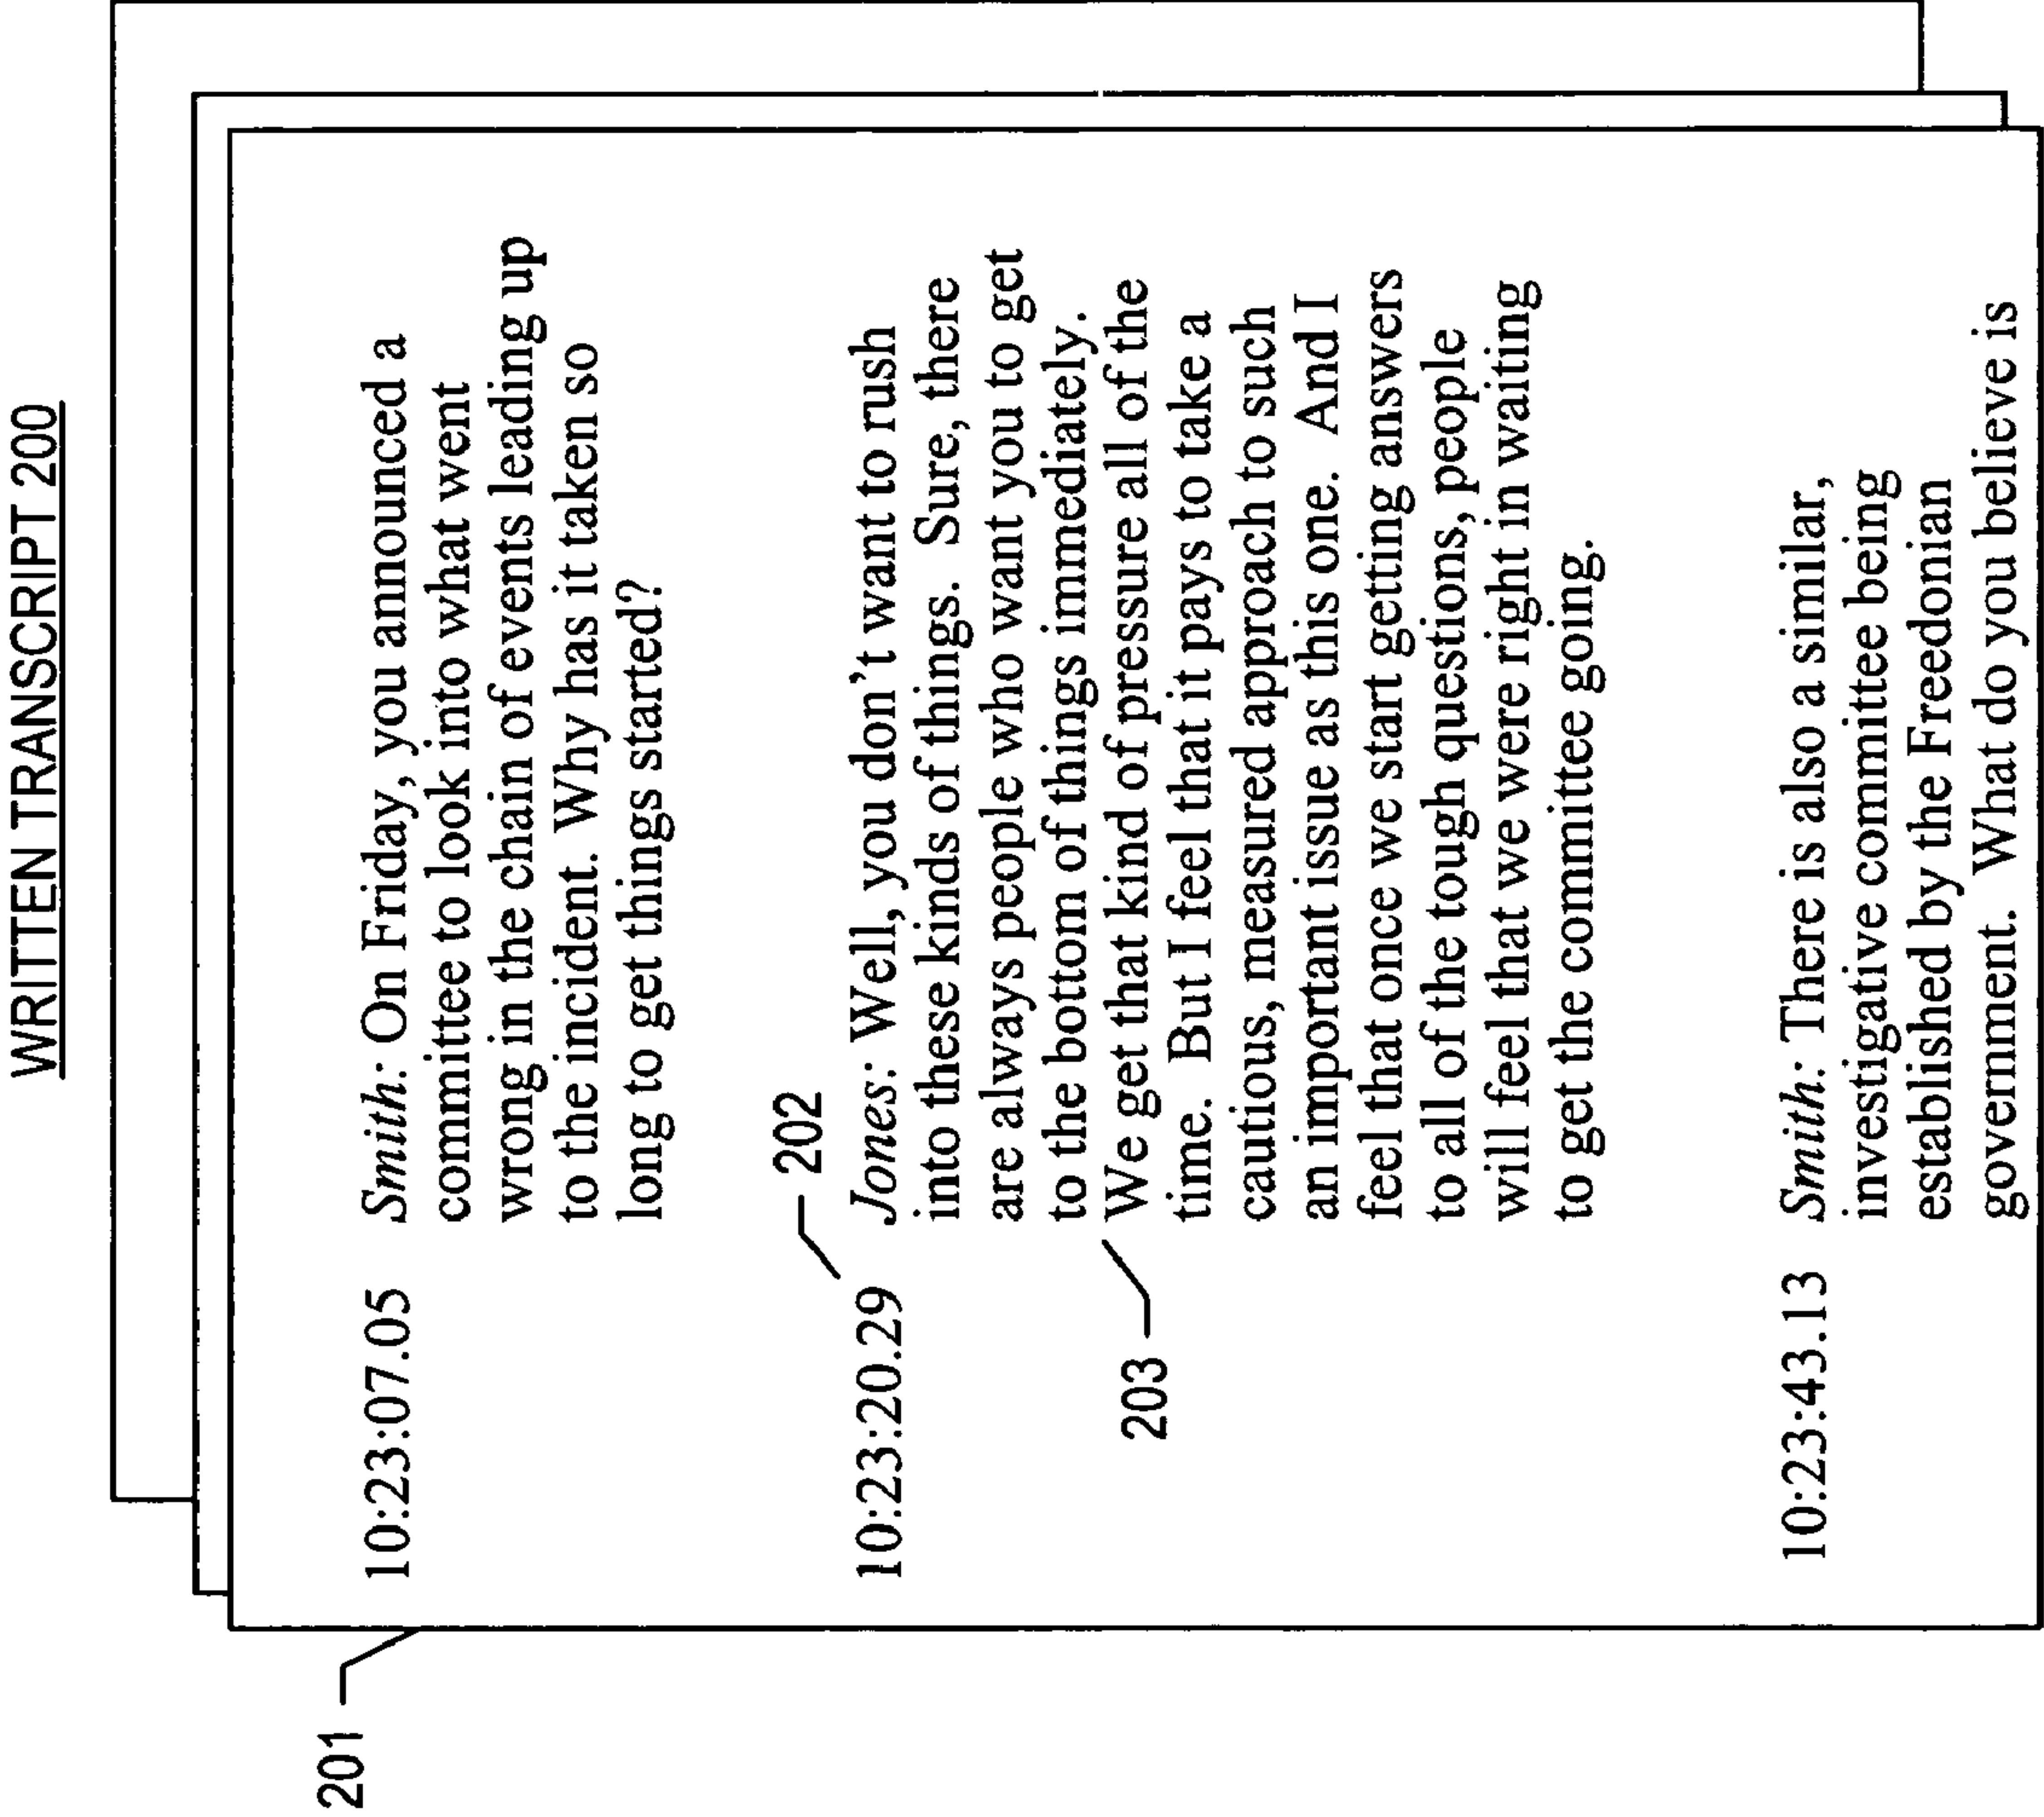 WRITTEN TRANSCRIPT 200
201
10:23:07.05 Smith: On Friday, you announced a
committee to look into what went
wrong in the chain of events leading up
to the incident. Why has it taken so
long to get things started?
202
10:23:20.29 Jones: Well, you don't want to rush
into these kinds of things. Sure, there
are always people who want you to get
to the bottom of things immediately.
203
We get that kind of pressure all of the
time. But I feel that it pays to take a
cautious, measured approach to such
an important issue as this one. And I
feel that once we start getting answers
to all of the tough questions, people
will feel that we were right in waiting
to get the committee going.
10:23:43.13 Smith: There is also a similar,
investigative committee being
established by the Freedonian
government. What do you believe is